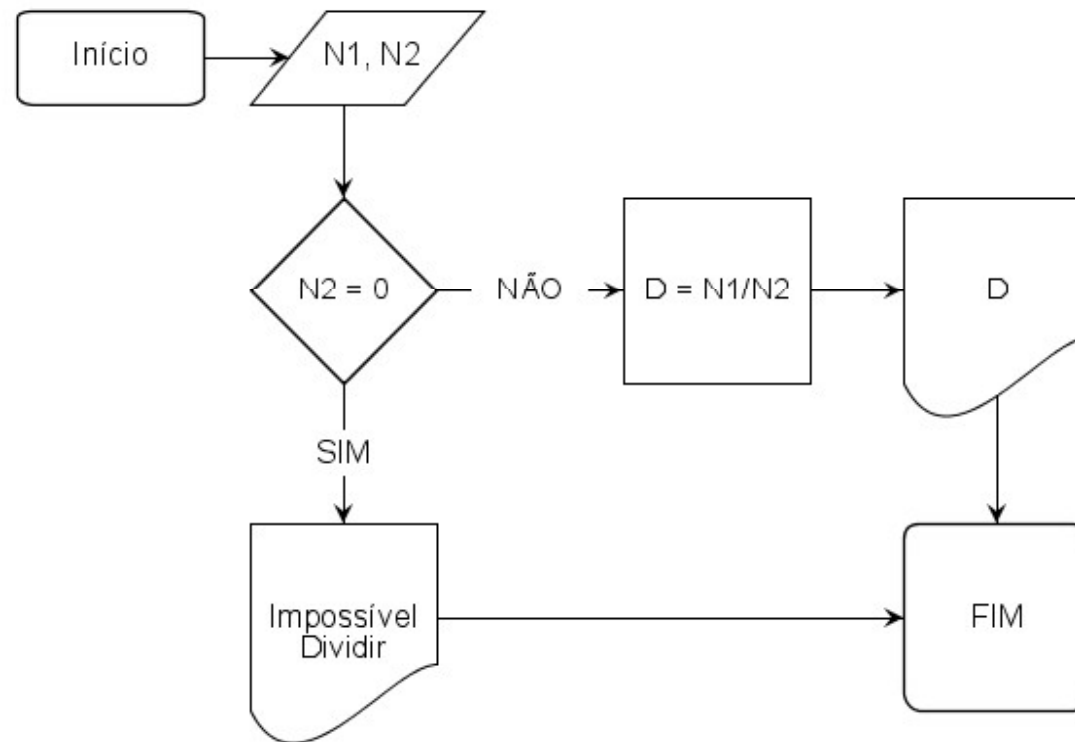 Início
N1, N2
N2 = 0
NÃO
D = N1/N2
D
SIM
Impossível
Dividir
FIM